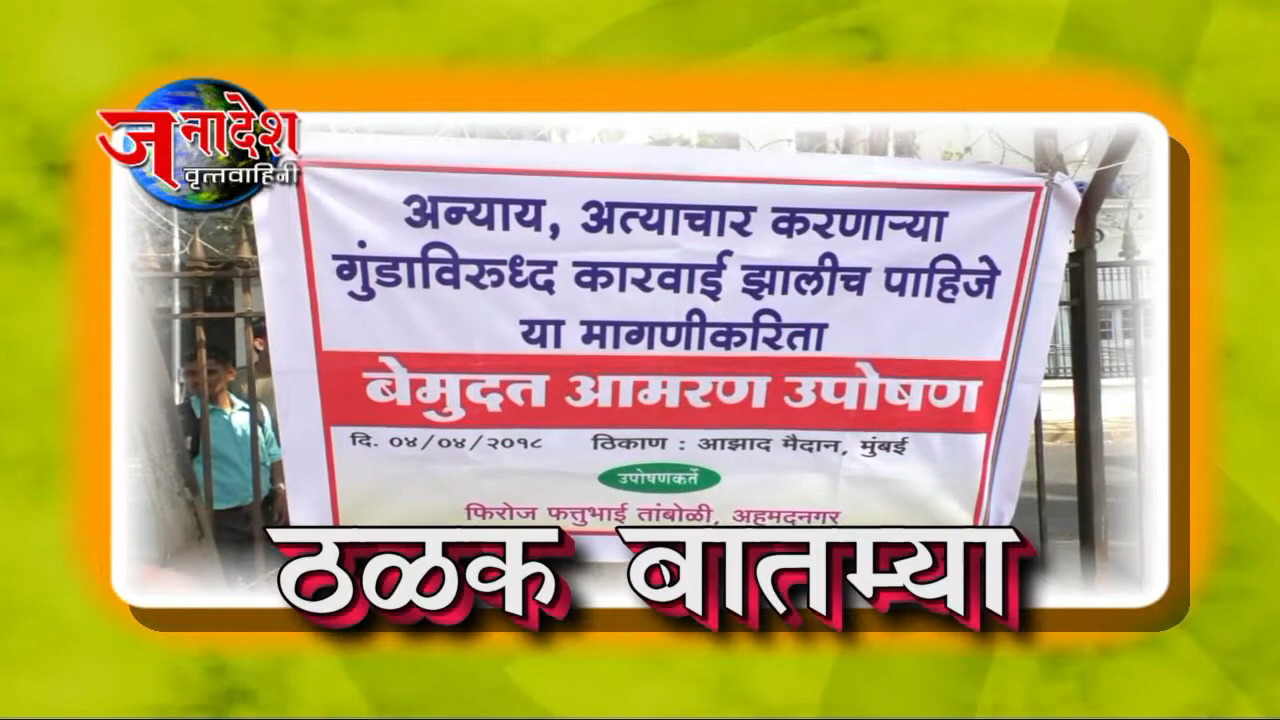 जनादेश
वृत्तवाहिनी
अन्याय, अत्याचार करणाऱ्या
गुंडाविरुध्द कारवाई झालीच पाहिजे
या मागणीकरिता
बेमुदत आमरण उपोषण
दि. ०४/०४/२०१८ ठिकाण : आझाद मैदान, मुंबई
उपोषणकर्ते
फिरोज फत्तुभाई तांबोळी, अहमदनगर
ठळक बातम्या